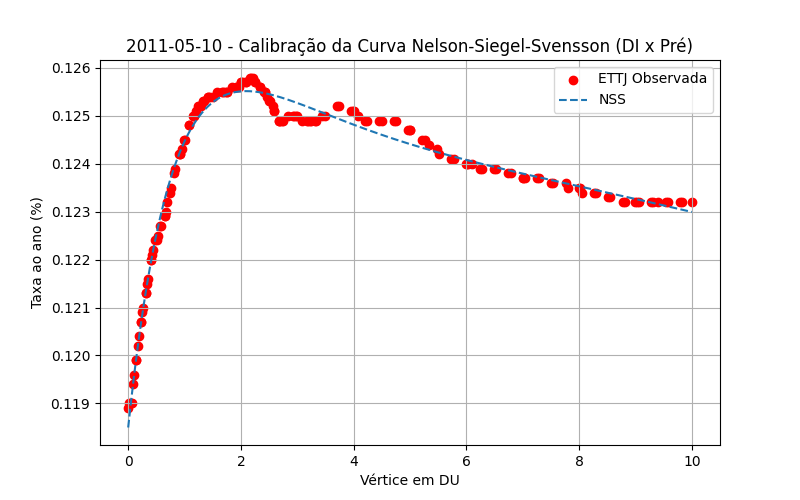 2011-05-10 - Calibração da Curva Nelson-Siegel-Svensson (DI x Pré)
ETTJ Observada
NSS
Taxa ao ano (%)
0.126
0.125
0.124
0.123
0.122
0.121
0.120
0.119
0 2 4 6 8 10
Vértice em DU